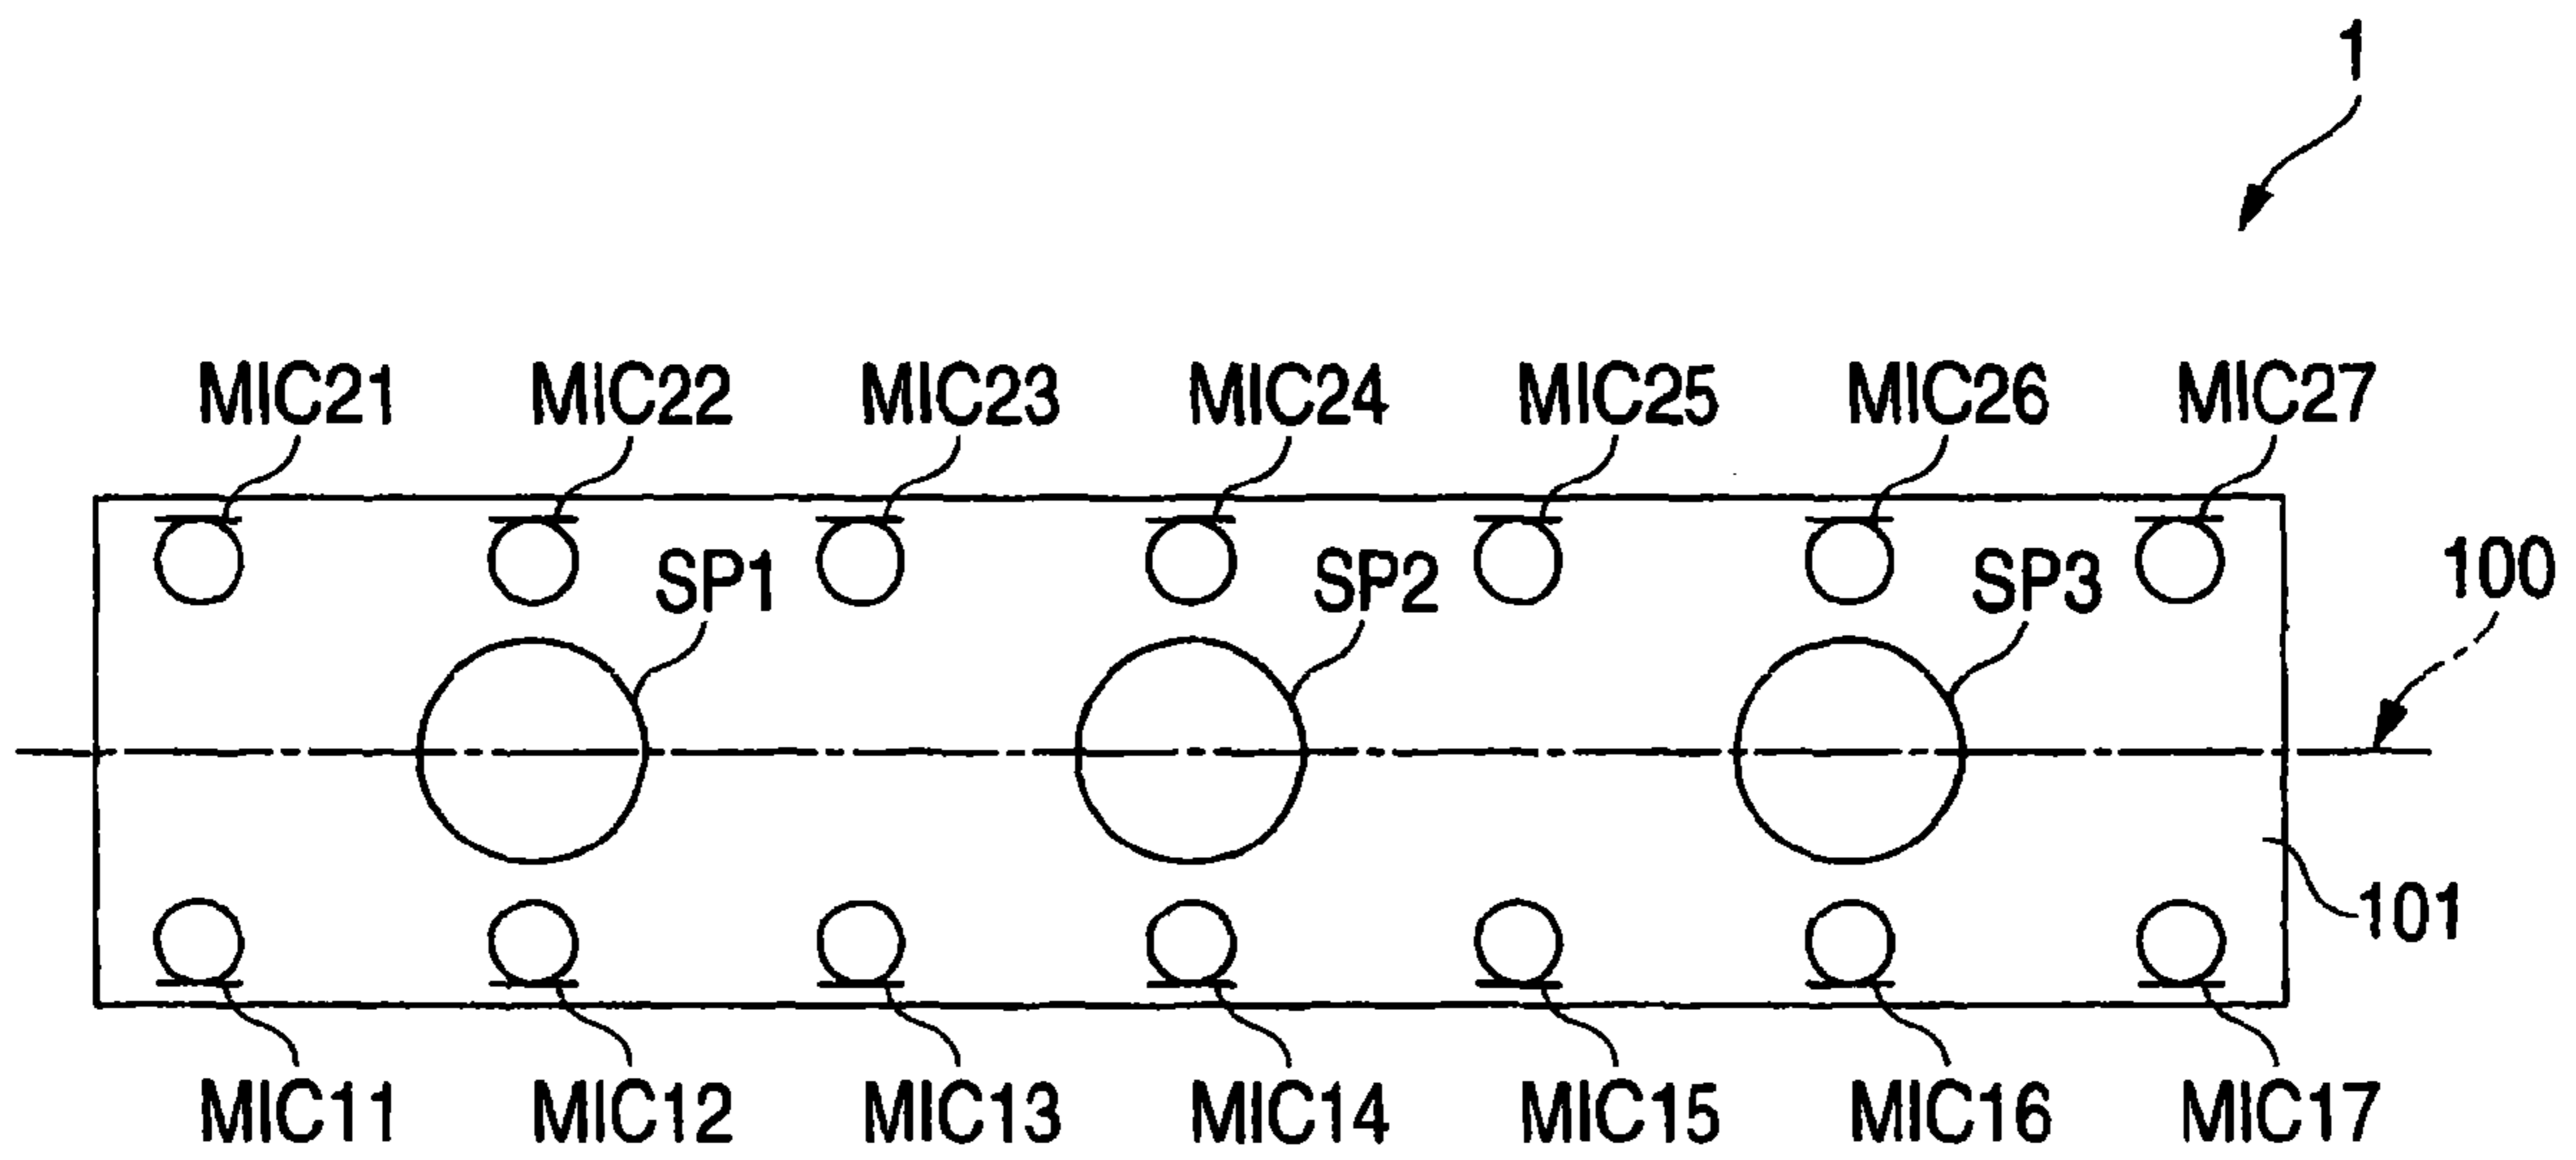 1
MIC21 MIC22 MIC23 MIC24 MIC25 MIC26 MIC27
SP1 SP2 SP3 100
101
MIC11 MIC12 MIC13 MIC14 MIC15 MIC16 MIC17